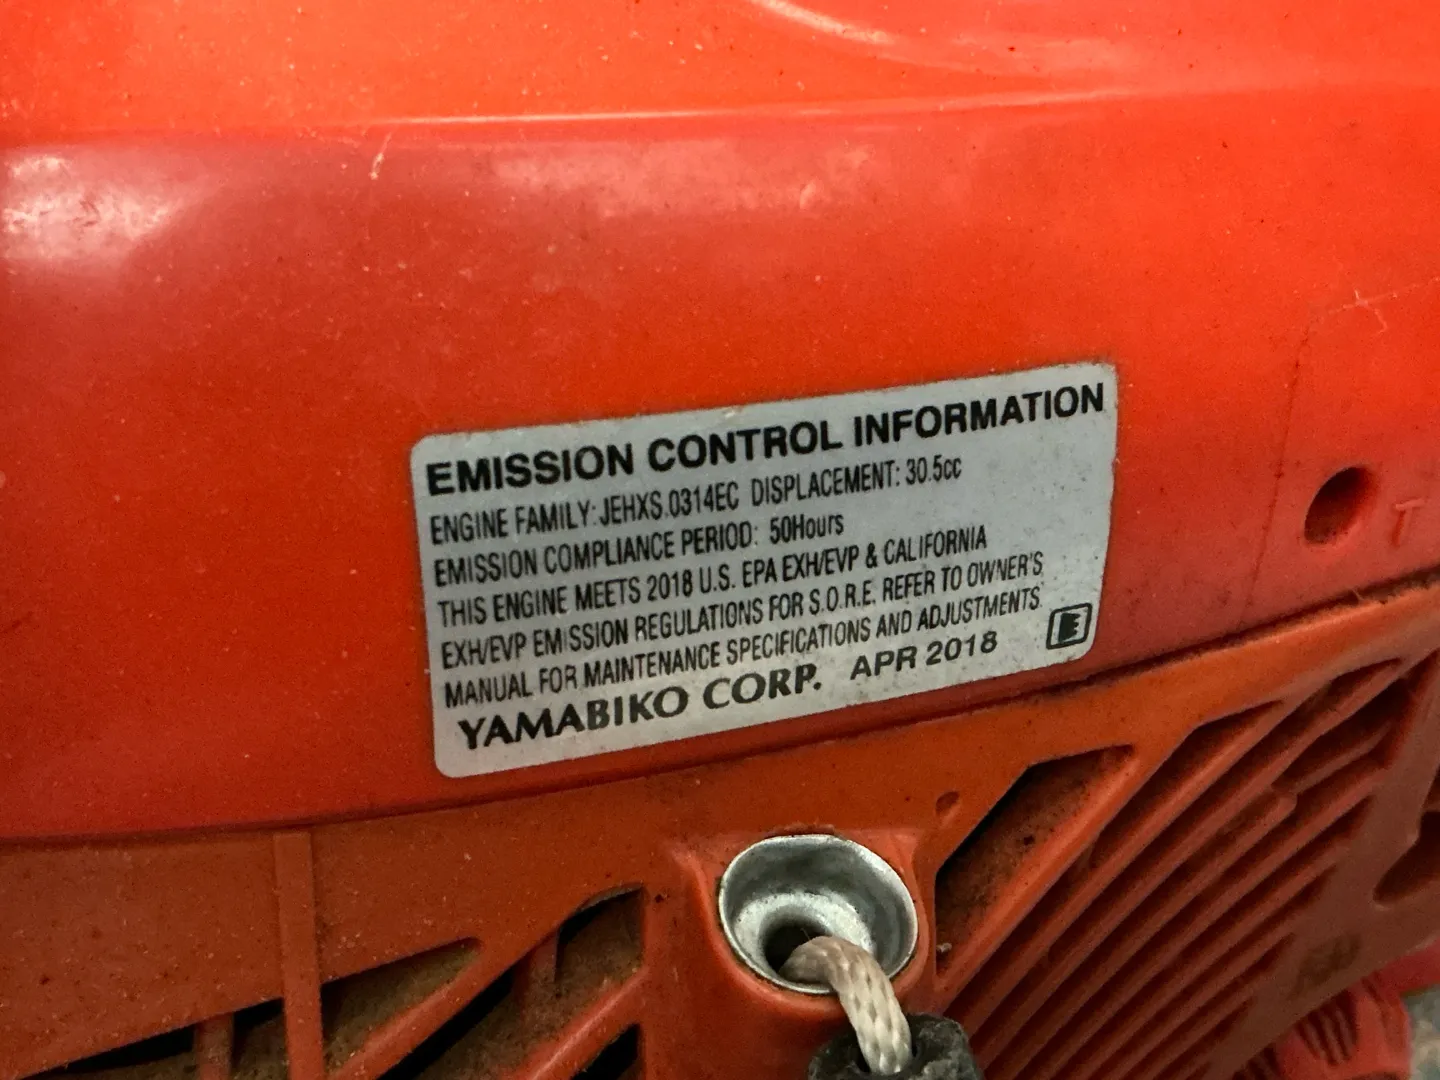 EMISSION CONTROL INFORMATION
ENGINE FAMILY: JEHXS.0314EC DISPLACEMENT: 30.5cc
EMISSION COMPLIANCE PERIOD: 50Hours
THIS ENGINE MEETS 2018 U.S. EPA EXH/EVP & CALIFORNIA
EXH/EVP EMISSION REGULATIONS FOR S.O.R.E. REFER TO OWNER'S
MANUAL FOR MAINTENANCE SPECIFICATIONS AND ADJUSTMENTS.
YAMABIKO CORP. APR 2018
T